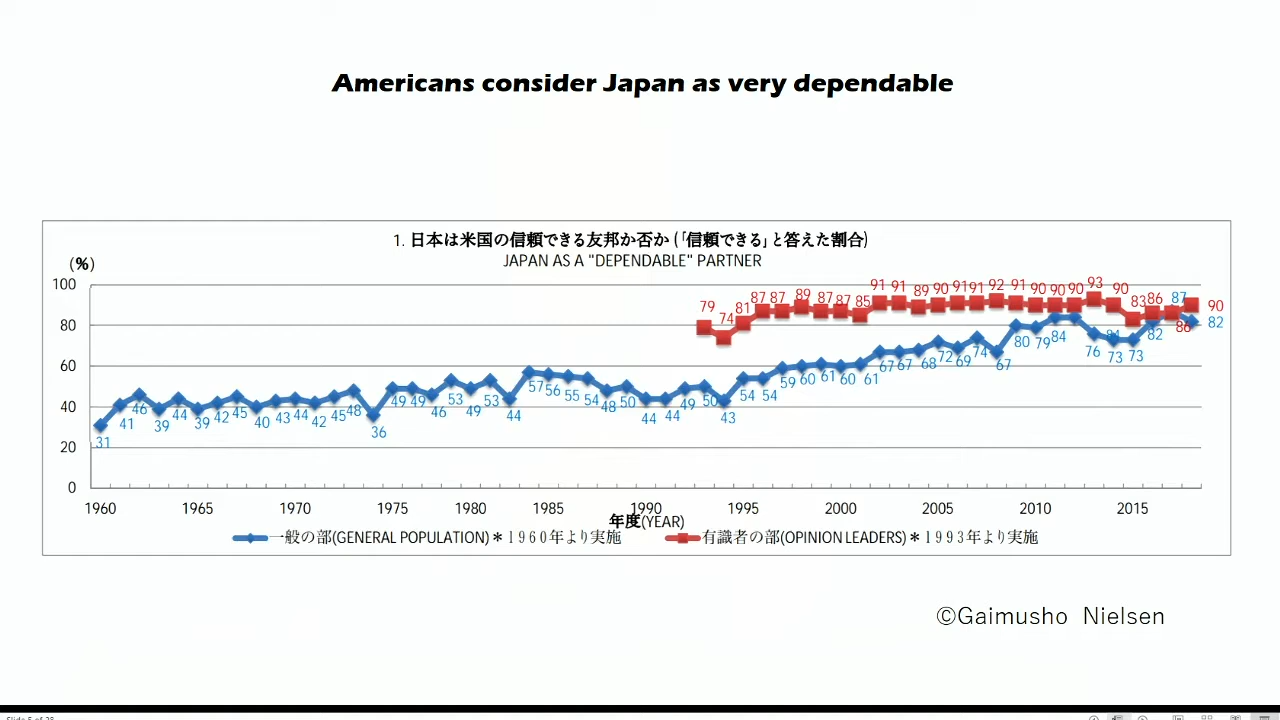 Americans consider Japan as very dependable
1. 日本は米国の信頼できる友邦か否か (「信頼できる」と答えた割合)
JAPAN AS A "DEPENDABLE" PARTNER
(%)
100
80
60
40
20
0
79 74 81 87 87 89 87 87 85 91 91 89 90 91 91 92 91 90 90 90 93 90 83 86 86 90
31 41 46 39 44 39 42 45 40 43 44 42 45 48 36 49 49 46 53 49 53 44 57 56 55 54 48 50 44 44 49 50 43 54 54 59 60 61 60 61 67 67 68 72 69 74 67 80 79 84 84 76 73 73 82 87 82
1960 1965 1970 1975 1980 1985 1990 1995 2000 2005 2010 2015
年度(YEAR)
一般の部(GENERAL POPULATION)＊1960年より実施 有識者の部(OPINION LEADERS)＊1993年より実施
©Gaimusho Nielsen
Slide 5 of 28